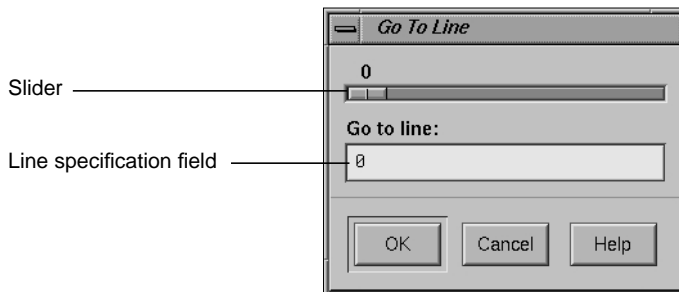 Go To Line
0
Slider
Go to line:
Line specification field
0
OK Cancel Help